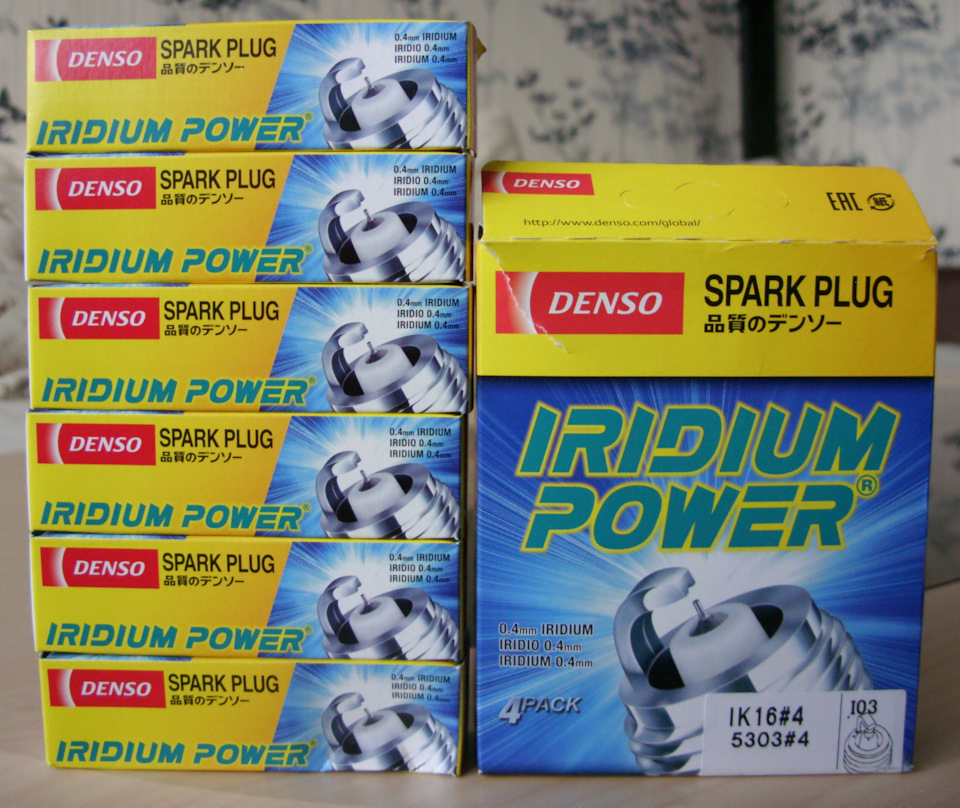 DENSO
SPARK PLUG
品質のデンソー
0.4mm IRIDIUM
IRIDIO 0.4mm
IRIDIUM 0.4mm
IRIDIUM POWER®
DENSO
SPARK PLUG
品質のデンソー
0.4mm IRIDIUM
IRIDIO 0.4mm
IRIDIUM 0.4mm
IRIDIUM POWER®
DENSO
SPARK PLUG
品質のデンソー
0.4mm IRIDIUM
IRIDIO 0.4mm
IRIDIUM 0.4mm
IRIDIUM POWER®
DENSO
SPARK PLUG
品質のデンソー
0.4mm IRIDIUM
IRIDIO 0.4mm
IRIDIUM 0.4mm
IRIDIUM POWER®
DENSO
SPARK PLUG
品質のデンソー
0.4mm IRIDIUM
IRIDIO 0.4mm
IRIDIUM 0.4mm
IRIDIUM POWER®
DENSO
SPARK PLUG
品質のデンソー
0.4mm IRIDIUM
IRIDIO 0.4mm
IRIDIUM 0.4mm
IRIDIUM POWER®
DENSO
EAC 紙
http://www.denso.com/global/
DENSO
SPARK PLUG
品質のデンソー
IRIDIUM
POWER®
0.4mm IRIDIUM
IRIDIO 0.4mm
IRIDIUM 0.4mm
4PACK
IK16#4
5303#4
103